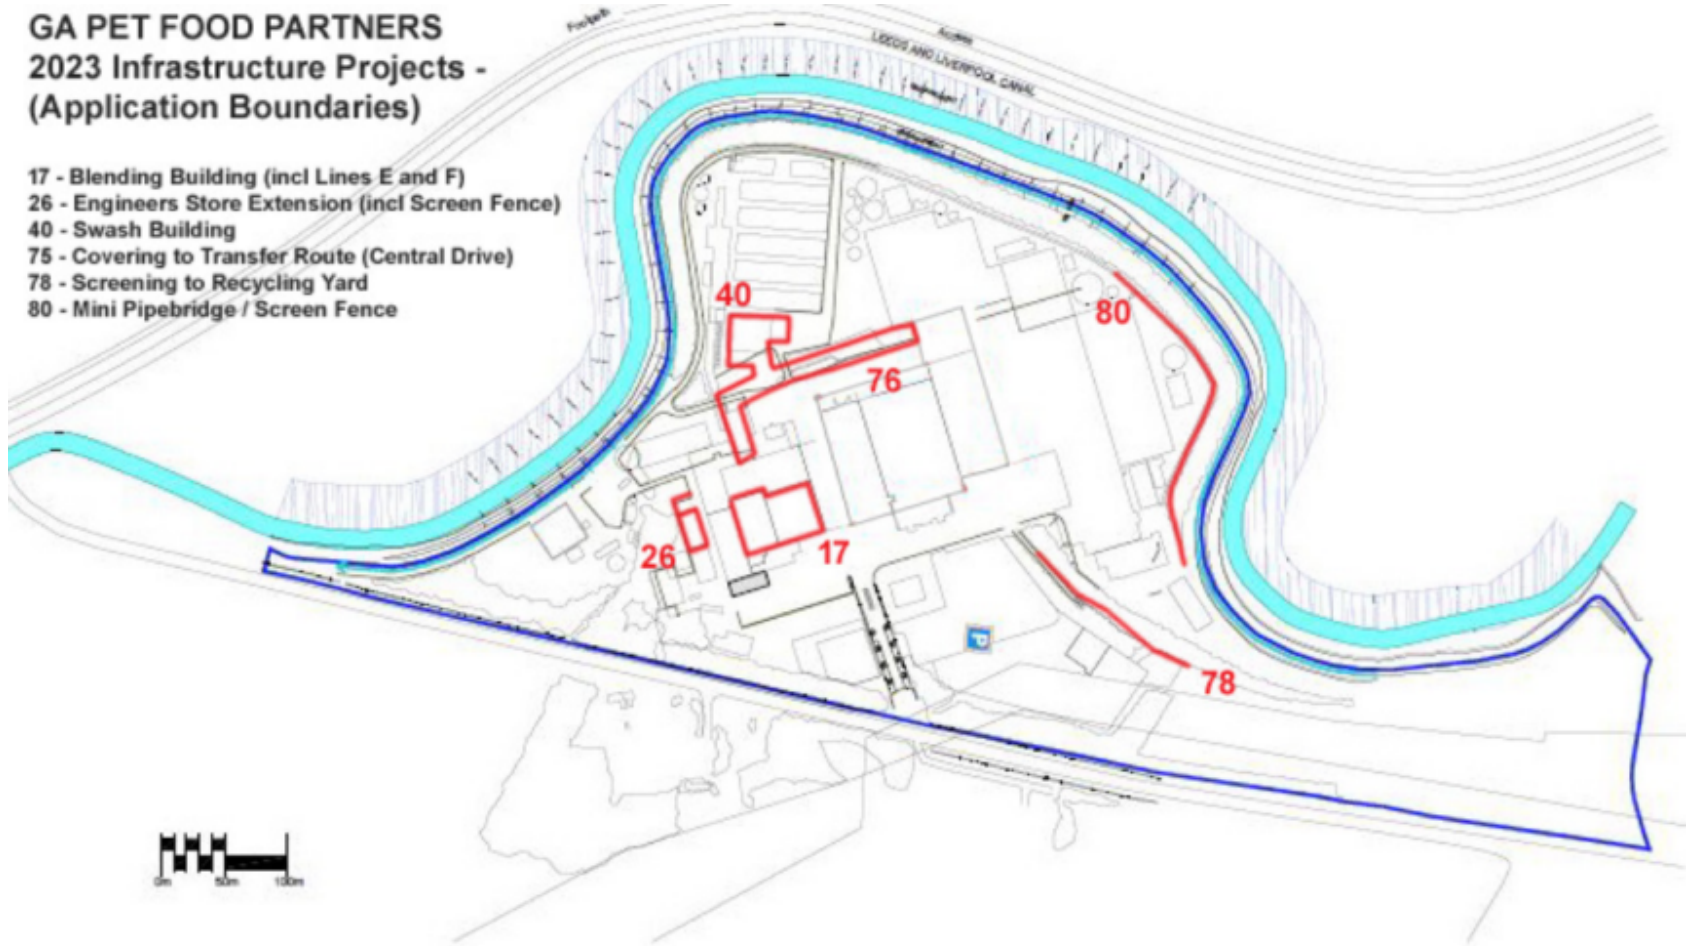 GA PET FOOD PARTNERS
2023 Infrastructure Projects -
(Application Boundaries)
17 - Blending Building (incl Lines E and F)
26 - Engineers Store Extension (incl Screen Fence)
40 - Swash Building
75 - Covering to Transfer Route (Central Drive)
78 - Screening to Recycling Yard
80 - Mini Pipebridge / Screen Fence
Footpath
LEEDS AND LIVERPOOL CANAL
40
80
76
26
17
P
78
0m 50m 100m